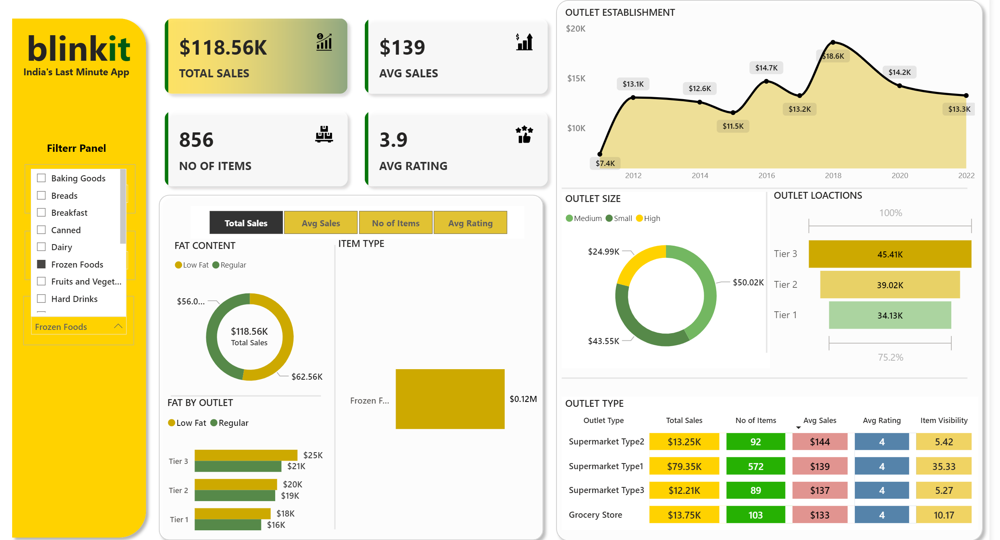 blinkit
India's Last Minute App
Filterr Panel
Baking Goods
Breads
Breakfast
Canned
Dairy
Frozen Foods
Fruits and Veget...
Hard Drinks
Frozen Foods
$118.56K
TOTAL SALES
$139
AVG SALES
856
NO OF ITEMS
3.9
AVG RATING
Total Sales
Avg Sales
No of Items
Avg Rating
FAT CONTENT
Low Fat Regular
$56.0...
$118.56K
Total Sales
$62.56K
FAT BY OUTLET
Low Fat Regular
Tier 3
$25K
$21K
Tier 2
$20K
$19K
Tier 1
$18K
$16K
ITEM TYPE
Frozen F...
$0.12M
OUTLET ESTABLISHMENT
$20K
$15K
$10K
$7.4K
$13.1K
$12.6K
$11.5K
$14.7K
$13.2K
$18.6K
$14.2K
$13.3K
2012 2014 2016 2018 2020 2022
OUTLET SIZE
Medium Small High
$24.99K
$50.02K
$43.55K
OUTLET LOACTIONS
100%
Tier 3 45.41K
Tier 2 39.02K
Tier 1 34.13K
75.2%
OUTLET TYPE
Outlet Type Total Sales No of Items Avg Sales Avg Rating Item Visibility
Supermarket Type2 $13.25K 92 $144 4 5.42
Supermarket Type1 $79.35K 572 $139 4 35.33
Supermarket Type3 $12.21K 89 $137 4 5.27
Grocery Store $13.75K 103 $133 4 10.17